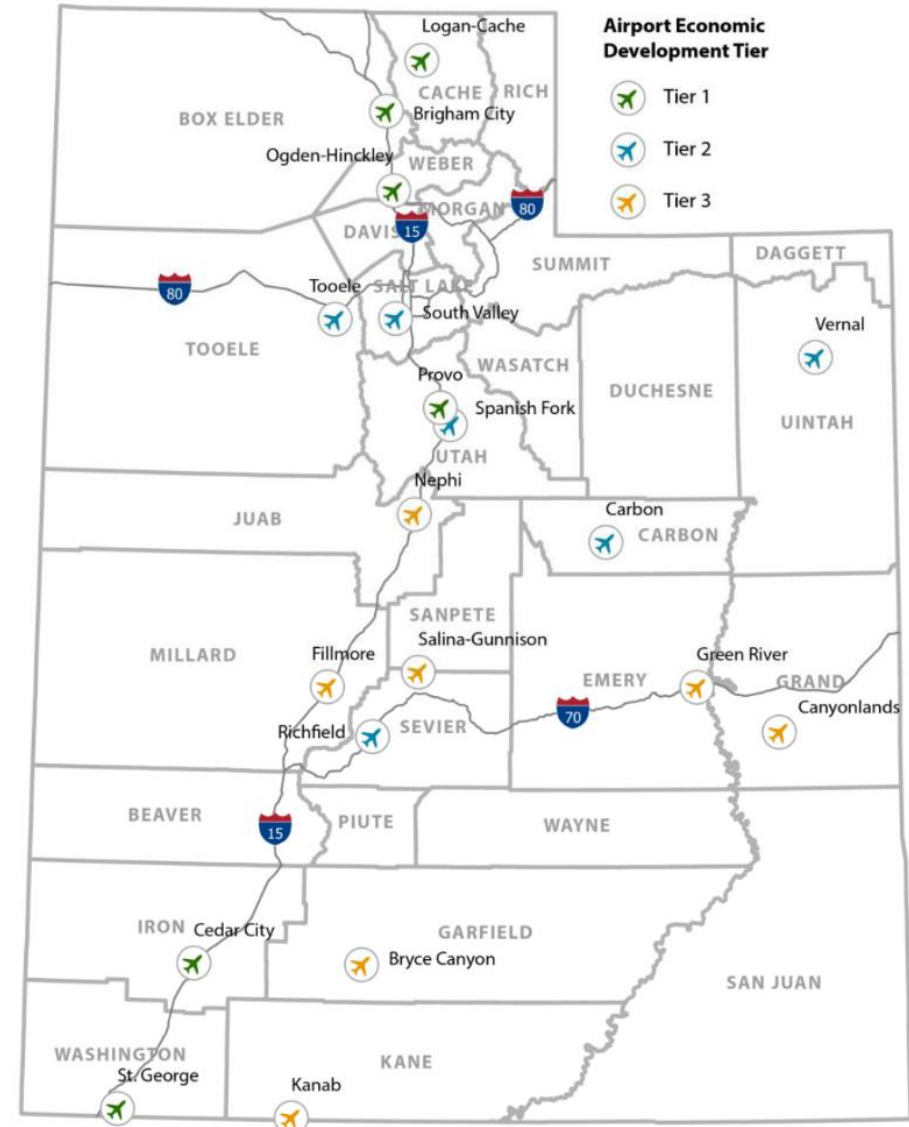 Logan-Cache
Airport Economic
Development Tier
CACHE
RICH
Tier 1
BOX ELDER
Brigham City
Tier 2
Ogden-Hinckley
WEBER
Tier 3
MORGAN
80
DAVIS
15
SUMMIT
DAGGETT
80
Tooele
SALT LAKE
South Valley
Vernal
TOOELE
WASATCH
Provo
DUCHESNE
Spanish Fork
UINTAH
UTAH
Nephi
JUAB
Carbon
CARBON
SANPETE
Salina-Gunnison
MILLARD
Fillmore
Green River
EMERY
GRAND
70
Canyonlands
Richfield
SEVIER
BEAVER
PIUTE
WAYNE
15
IRON
Cedar City
GARFIELD
Bryce Canyon
SAN JUAN
WASHINGTON
KANE
St. George
Kanab